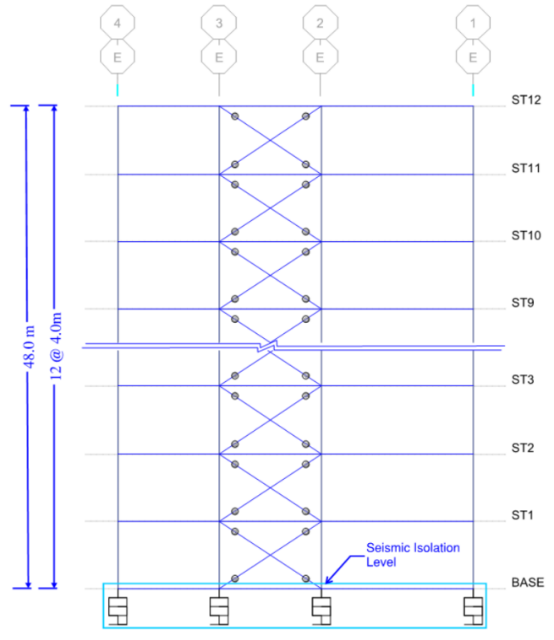 4 3 2 1
E E E E
ST12
ST11
ST10
ST9
48.0 m
12 @ 4.0m
ST3
ST2
ST1
Seismic Isolation
Level
BASE